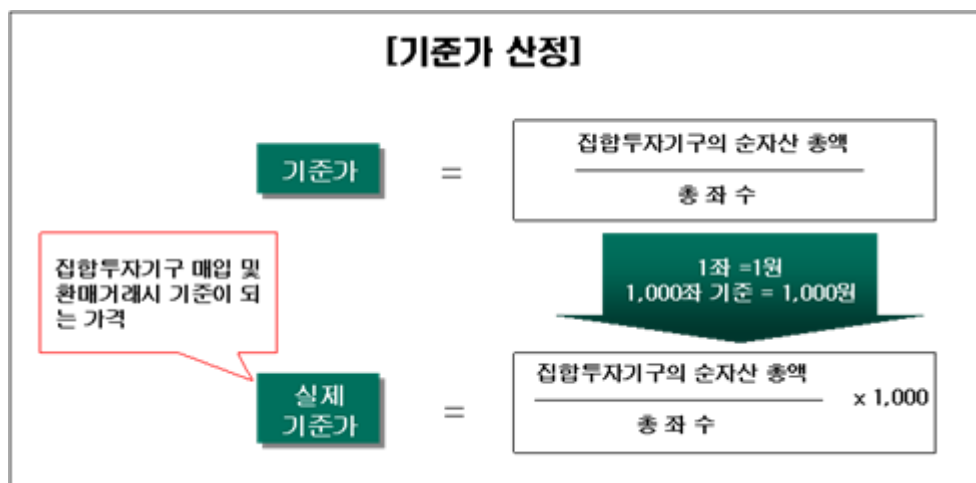 [기준가 산정]
기준가
=
집합투자기구의 순자산 총액
총 좌 수
1좌 =1원
1,000좌 기준 = 1,000원
집합투자기구 매입 및
환매거래시 기준이 되
는 가격
실제
기준가
=
집합투자기구의 순자산 총액
총 좌 수
x 1,000